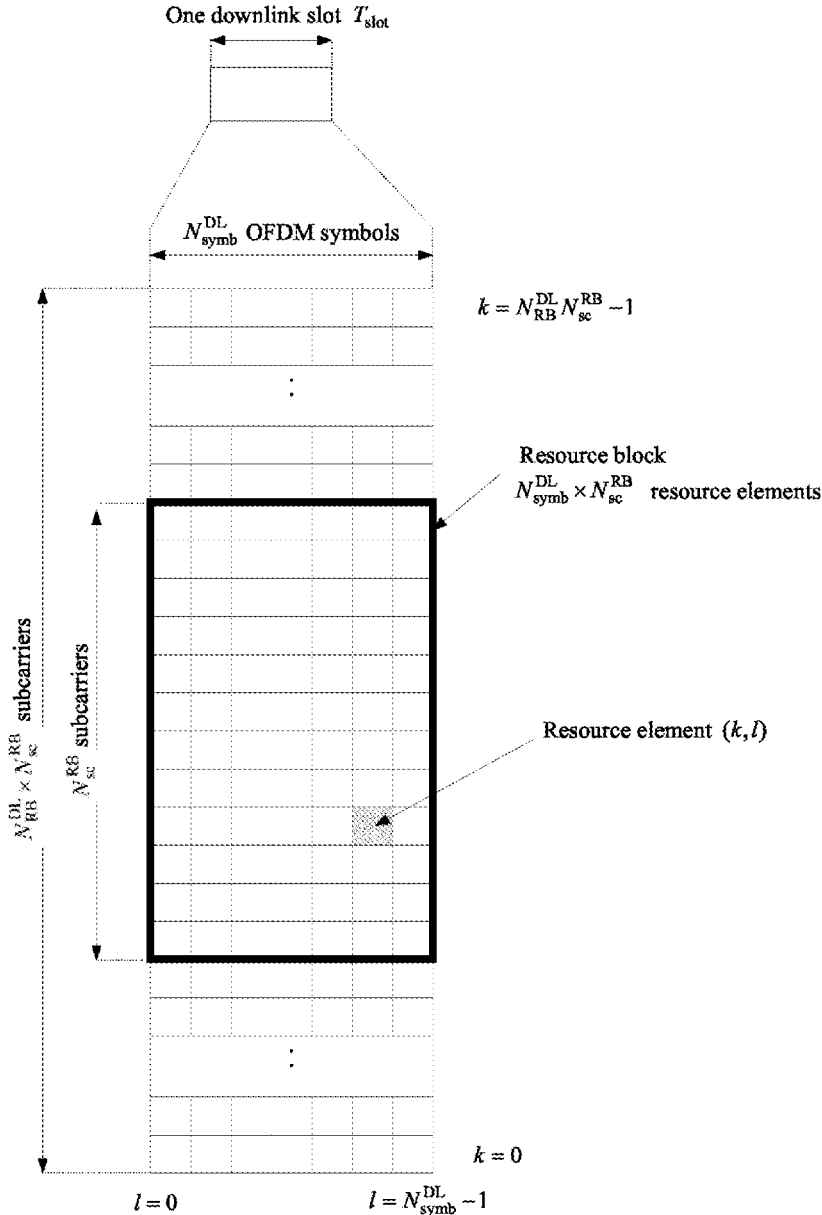 One downlink slot T_slot
N_symb^DL OFDM symbols
k = N_RB^DL N_sc^RB −1
:
Resource block
N_symb^DL × N_sc^RB resource elements
N_RB^DL × N_sc^RB subcarriers
N_sc^RB subcarriers
Resource element (k, l)
:
k = 0
l = 0
l = N_symb^DL −1